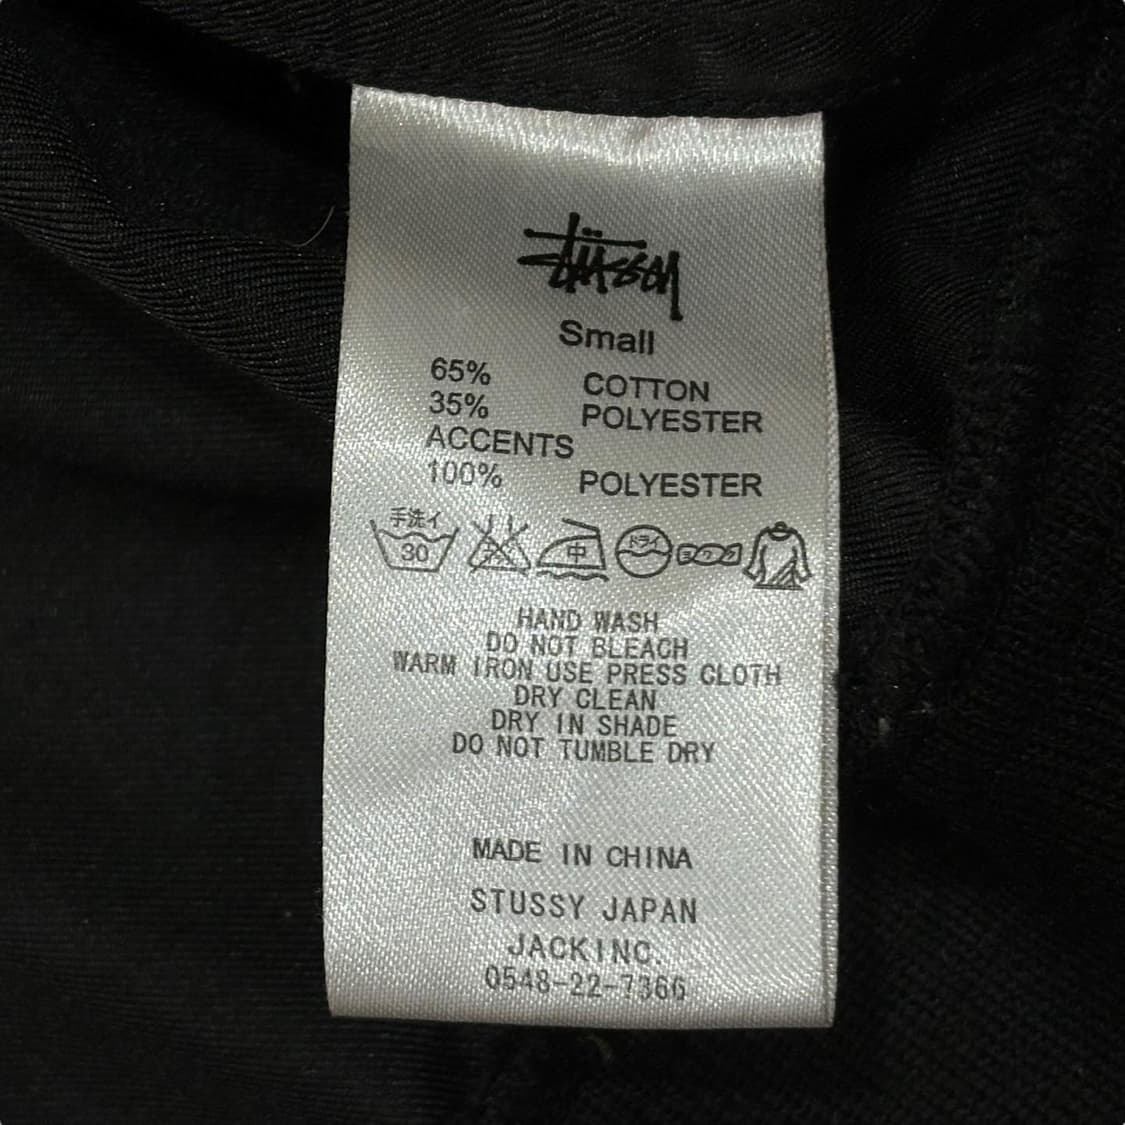 Stüssy
Small
65% COTTON
35% POLYESTER
ACCENTS
100% POLYESTER
手洗イ
30
中
ドライ
HAND WASH
DO NOT BLEACH
WARM IRON USE PRESS CLOTH
DRY CLEAN
DRY IN SHADE
DO NOT TUMBLE DRY
MADE IN CHINA
STUSSY JAPAN
JACKINC.
0548-22-7366